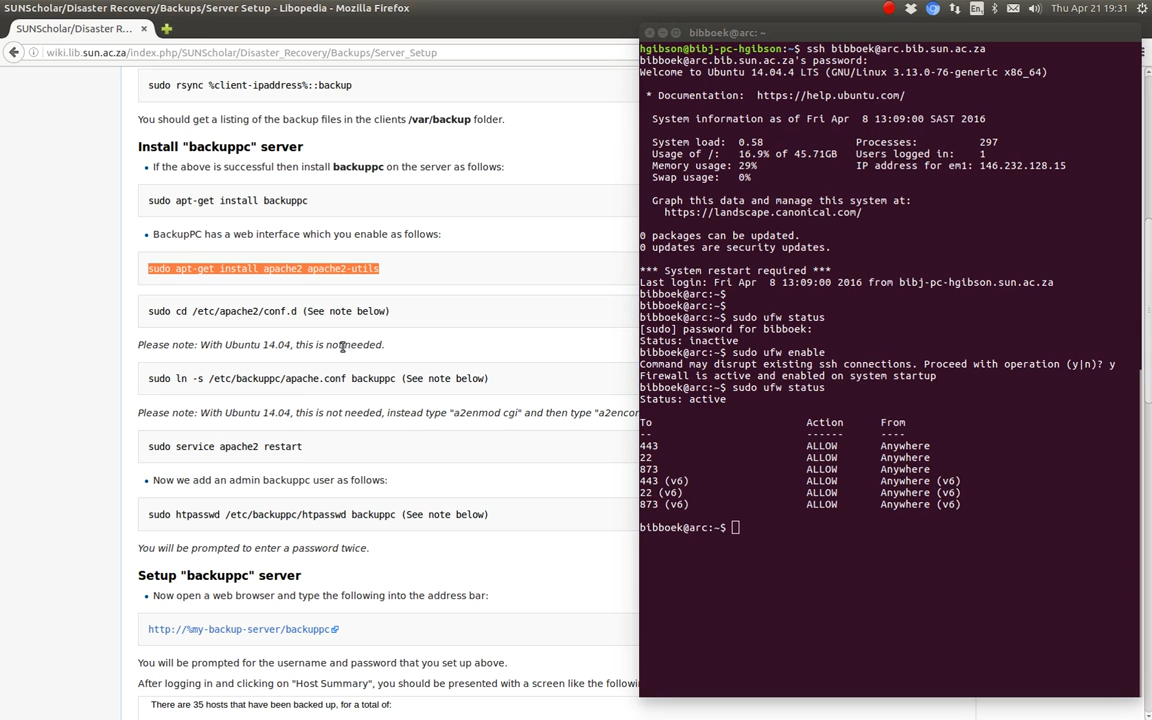 SUNScholar/Disaster Recovery/Backups/Server Setup - Libopedia - Mozilla Firefox
En
Thu Apr 21 19:31
SUNScholar/Disaster R...
wiki.lib.sun.ac.za/index.php/SUNScholar/Disaster_Recovery/Backups/Server_Setup
sudo rsync %client-ipaddress%::backup
You should get a listing of the backup files in the clients /var/backup folder.
Install "backuppc" server
If the above is successful then install backuppc on the server as follows:
sudo apt-get install backuppc
BackupPC has a web interface which you enable as follows:
sudo apt-get install apache2 apache2-utils
sudo cd /etc/apache2/conf.d (See note below)
Please note: With Ubuntu 14.04, this is not needed.
sudo ln -s /etc/backuppc/apache.conf backuppc (See note below)
Please note: With Ubuntu 14.04, this is not needed, instead type "a2enmod cgi" and then type "a2encon
sudo service apache2 restart
Now we add an admin backuppc user as follows:
sudo htpasswd /etc/backuppc/htpasswd backuppc (See note below)
You will be prompted to enter a password twice.
Setup "backuppc" server
Now open a web browser and type the following into the address bar:
http://%my-backup-server/backuppc
You will be prompted for the username and password that you set up above.
After logging in and clicking on "Host Summary", you should be presented with a screen like the followi
There are 35 hosts that have been backed up, for a total of:
bibboek@arc: ~
hgibson@bibj-pc-hgibson:~$ ssh bibboek@arc.bib.sun.ac.za
bibboek@arc.bib.sun.ac.za's password:
Welcome to Ubuntu 14.04.4 LTS (GNU/Linux 3.13.0-76-generic x86_64)
* Documentation:  https://help.ubuntu.com/
System information as of Fri Apr  8 13:09:00 SAST 2016
System load:  0.58 Processes: 297
Usage of /:   16.9% of 45.71GB Users logged in: 1
Memory usage: 29% IP address for em1: 146.232.128.15
Swap usage:   0%
Graph this data and manage this system at:
https://landscape.canonical.com/
0 packages can be updated.
0 updates are security updates.
*** System restart required ***
Last login: Fri Apr  8 13:09:00 2016 from bibj-pc-hgibson.sun.ac.za
bibboek@arc:~$
bibboek@arc:~$
bibboek@arc:~$ sudo ufw status
[sudo] password for bibboek:
Status: inactive
bibboek@arc:~$ sudo ufw enable
Command may disrupt existing ssh connections. Proceed with operation (y|n)? y
Firewall is active and enabled on system startup
bibboek@arc:~$ sudo ufw status
Status: active
To Action From
-- ------ ----
443 ALLOW Anywhere
22 ALLOW Anywhere
873 ALLOW Anywhere
443 (v6) ALLOW Anywhere (v6)
22 (v6) ALLOW Anywhere (v6)
873 (v6) ALLOW Anywhere (v6)
bibboek@arc:~$